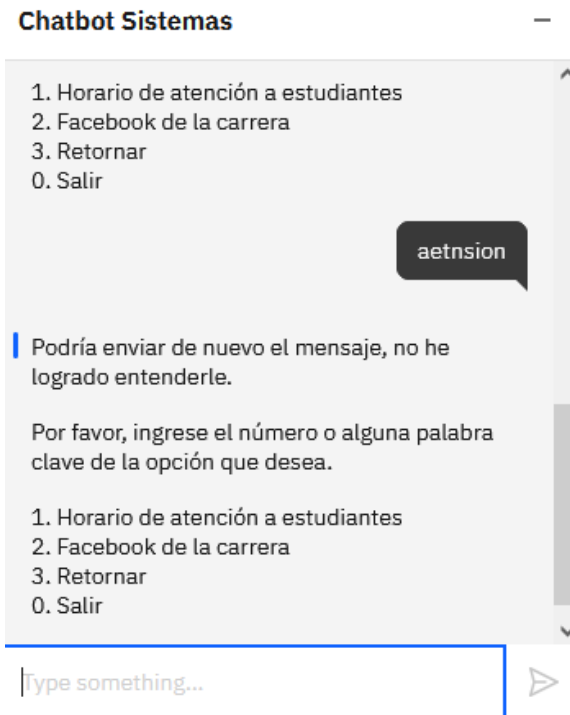 Chatbot Sistemas
1. Horario de atención a estudiantes
2. Facebook de la carrera
3. Retornar
0. Salir
aetnsion
Podría enviar de nuevo el mensaje, no he
logrado entenderle.
Por favor, ingrese el número o alguna palabra
clave de la opción que desea.
1. Horario de atención a estudiantes
2. Facebook de la carrera
3. Retornar
0. Salir
Type something...